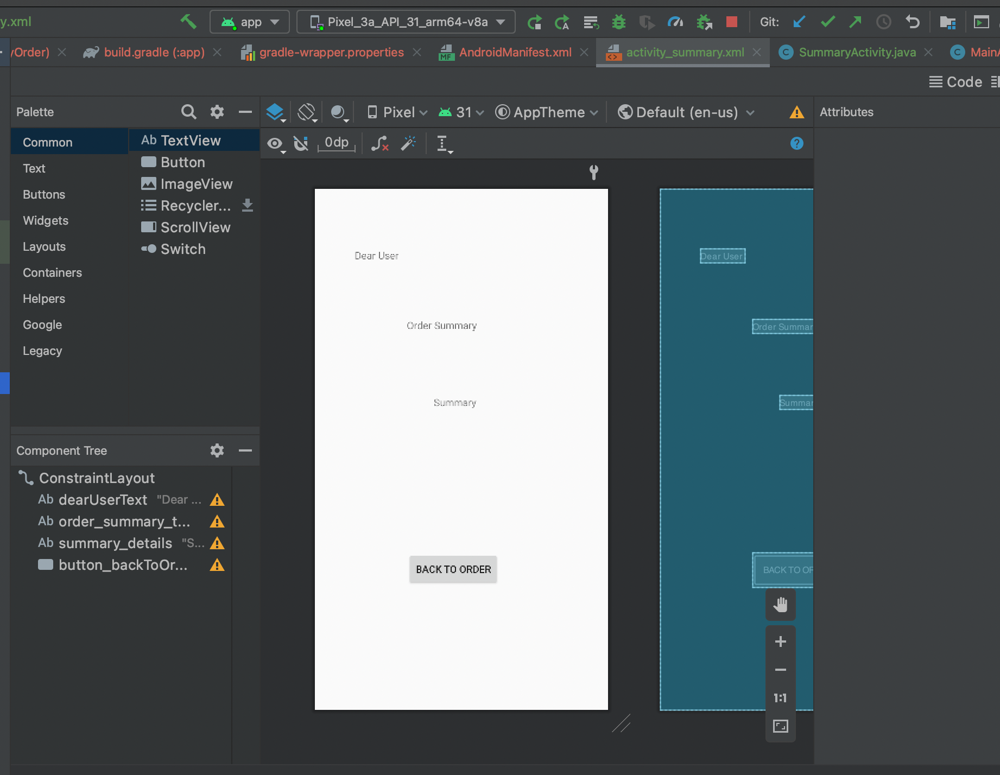 y.xml
app
Pixel_3a_API_31_arm64-v8a
Git:
yOrder)
build.gradle (:app)
gradle-wrapper.properties
AndroidManifest.xml
activity_summary.xml
SummaryActivity.java
MainA
Code
Palette
Pixel
31
AppTheme
Default (en-us)
Attributes
Common
Text
Buttons
Widgets
Layouts
Containers
Helpers
Google
Legacy
Ab TextView
Button
ImageView
Recycler...
ScrollView
Switch
0dp
Dear User
Order Summary
Summary
BACK TO ORDER
Dear User
Order Summar
Summar
BACK TO OF
1:1
Component Tree
ConstraintLayout
Ab dearUserText "Dear ...
Ab order_summary_t...
Ab summary_details "S...
button_backToOr...